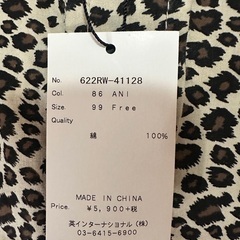 No. 622RW-41128
Col. 86 ANI
Size 99 Free
Quality
綿 100%
MADE IN CHINA
Price. ¥5,900+税
英インターナショナル(株)
03-6415-6900